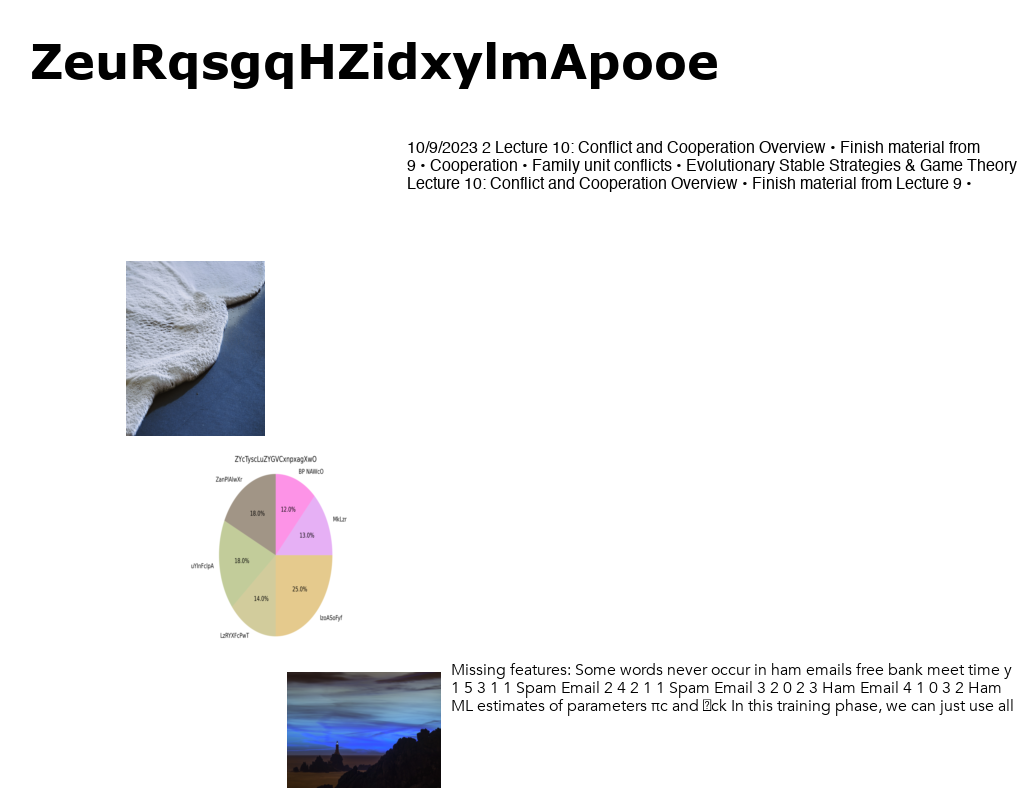 ZeuRqsgqHZidxylmApooe
10/9/2023 2 Lecture 10: Conflict and Cooperation Overview • Finish material from
9 • Cooperation • Family unit conflicts • Evolutionary Stable Strategies & Game Theory
Lecture 10: Conflict and Cooperation Overview • Finish material from Lecture 9 •
ZYcTyscLuZYGVCxnpxagXwO
BP NAWcO
ZanPIAlwXr
12.0%
18.0%
MkLzr
13.0%
18.0%
uYlnFcIpA
25.0%
14.0%
IzoASoFyf
LzRYXFcPwT
Missing features: Some words never occur in ham emails free bank meet time y
1 5 3 1 1 Spam Email 2 4 2 1 1 Spam Email 3 2 0 2 3 Ham Email 4 1 0 3 2 Ham
ML estimates of parameters πc and ck In this training phase, we can just use all